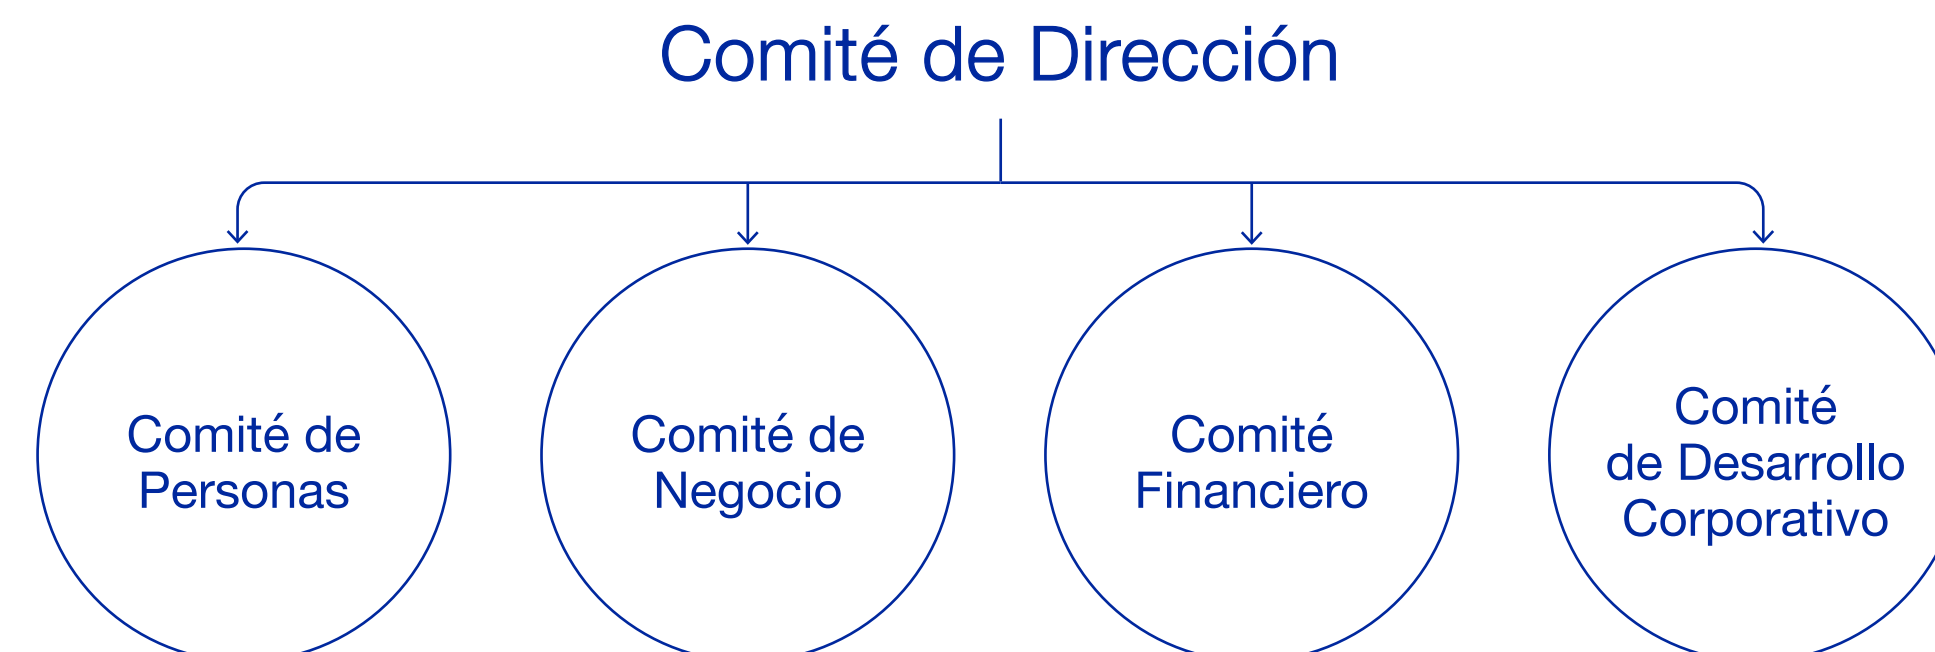 Comité de Dirección
Comité de
Personas
Comité de
Negocio
Comité
Financiero
Comité
de Desarrollo
Corporativo